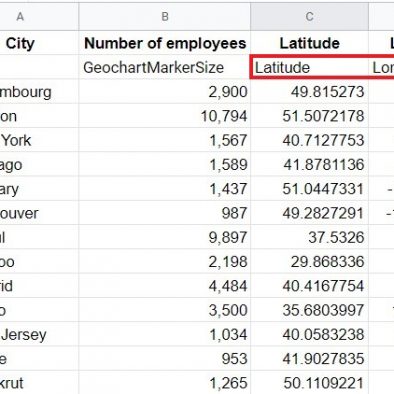 A B C
City Number of employees Latitude L
GeochartMarkerSize Latitude Lon
mbourg 2,900 49.815273
on 10,794 51.5072178
York 1,567 40.7127753
ago 1,589 41.8781136
ary 1,437 51.0447331 -
ouver 987 49.2827291 -1
l 9,897 37.5326
oo 2,198 29.868336
rid 4,484 40.4167754
o 3,500 35.6803997
Jersey 1,034 40.0583238
e 953 41.9027835
krut 1,265 50.1109221